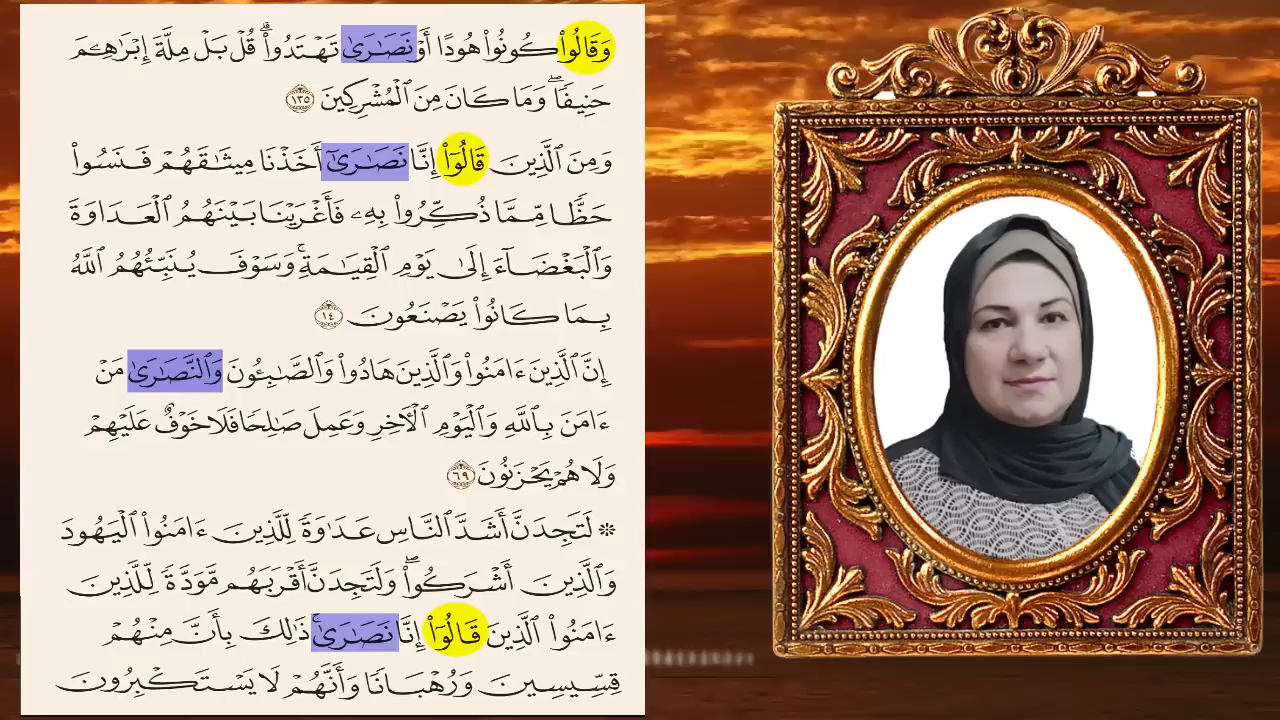 وَقَالُوا۟ كُونُوا۟ هُودًا أَوْ نَصَـٰرَىٰ تَهْتَدُوا۟ ۗ قُلْ بَلْ مِلَّةَ إِبْرَٰهِـۧمَ
حَنِيفًا ۖ وَمَا كَانَ مِنَ ٱلْمُشْرِكِينَ ١٣٥
وَمِنَ ٱلَّذِينَ قَالُوٓا۟ إِنَّا نَصَـٰرَىٰٓ أَخَذْنَا مِيثَـٰقَهُمْ فَنَسُوا۟
حَظًّا مِّمَّا ذُكِّرُوا۟ بِهِۦ فَأَغْرَيْنَا بَيْنَهُمُ ٱلْعَدَاوَةَ
وَٱلْبَغْضَآءَ إِلَىٰ يَوْمِ ٱلْقِيَـٰمَةِ ۚ وَسَوْفَ يُنَبِّئُهُمُ ٱللَّهُ
بِمَا كَانُوا۟ يَصْنَعُونَ ١٤
إِنَّ ٱلَّذِينَ ءَامَنُوا۟ وَٱلَّذِينَ هَادُوا۟ وَٱلصَّـٰبِـُٔونَ وَٱلنَّصَـٰرَىٰ مَنْ
ءَامَنَ بِٱللَّهِ وَٱلْيَوْمِ ٱلْـَٔاخِرِ وَعَمِلَ صَـٰلِحًا فَلَا خَوْفٌ عَلَيْهِمْ
وَلَا هُمْ يَحْزَنُونَ ٦٩
۞ لَتَجِدَنَّ أَشَدَّ ٱلنَّاسِ عَدَٰوَةً لِّلَّذِينَ ءَامَنُوا۟ ٱلْيَهُودَ
وَٱلَّذِينَ أَشْرَكُوا۟ ۖ وَلَتَجِدَنَّ أَقْرَبَهُم مَّوَدَّةً لِّلَّذِينَ
ءَامَنُوا۟ ٱلَّذِينَ قَالُوٓا۟ إِنَّا نَصَـٰرَىٰ ۚ ذَٰلِكَ بِأَنَّ مِنْهُمْ
قِسِّيسِينَ وَرُهْبَانًا وَأَنَّهُمْ لَا يَسْتَكْبِرُونَ